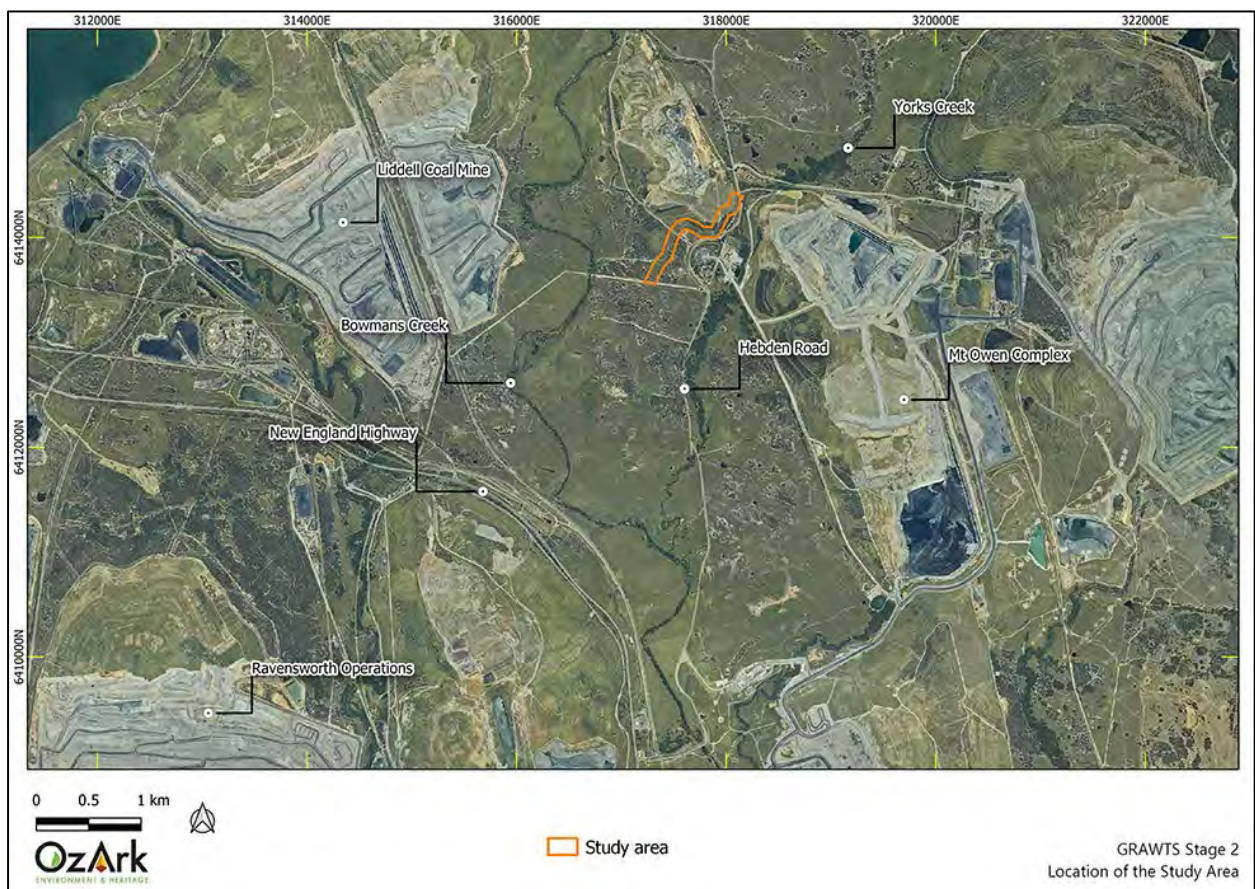 312000E
314000E
316000E
318000E
320000E
322000E
Yorks Creek
Liddell Coal Mine
6414000N
Bowmans Creek
Hebden Road
Mt Owen Complex
New England Highway
6412000N
Ravensworth Operations
6410000N
0 0.5 1 km
OzArk
ENVIRONMENT & HERITAGE
Study area
GRAWTS Stage 2
Location of the Study Area